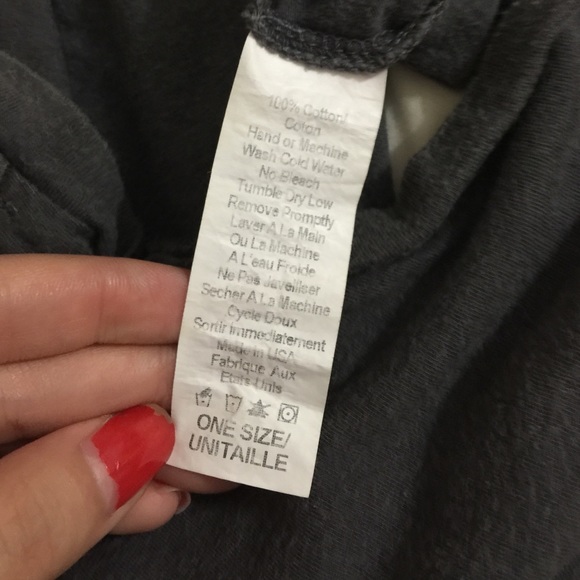 100% Cotton/
Coton
Hand or Machine
Wash Cold Water
No Bleach
Tumble Dry Low
Remove Promptly
Laver A La Main
Ou La Machine
A L'eau Froide
Ne Pas Javelliser
Secher A La Machine
Cycle Doux
Sortir immediatement
Made in USA
Fabrique Aux
Etats Unis
ONE SIZE/
UNITAILLE